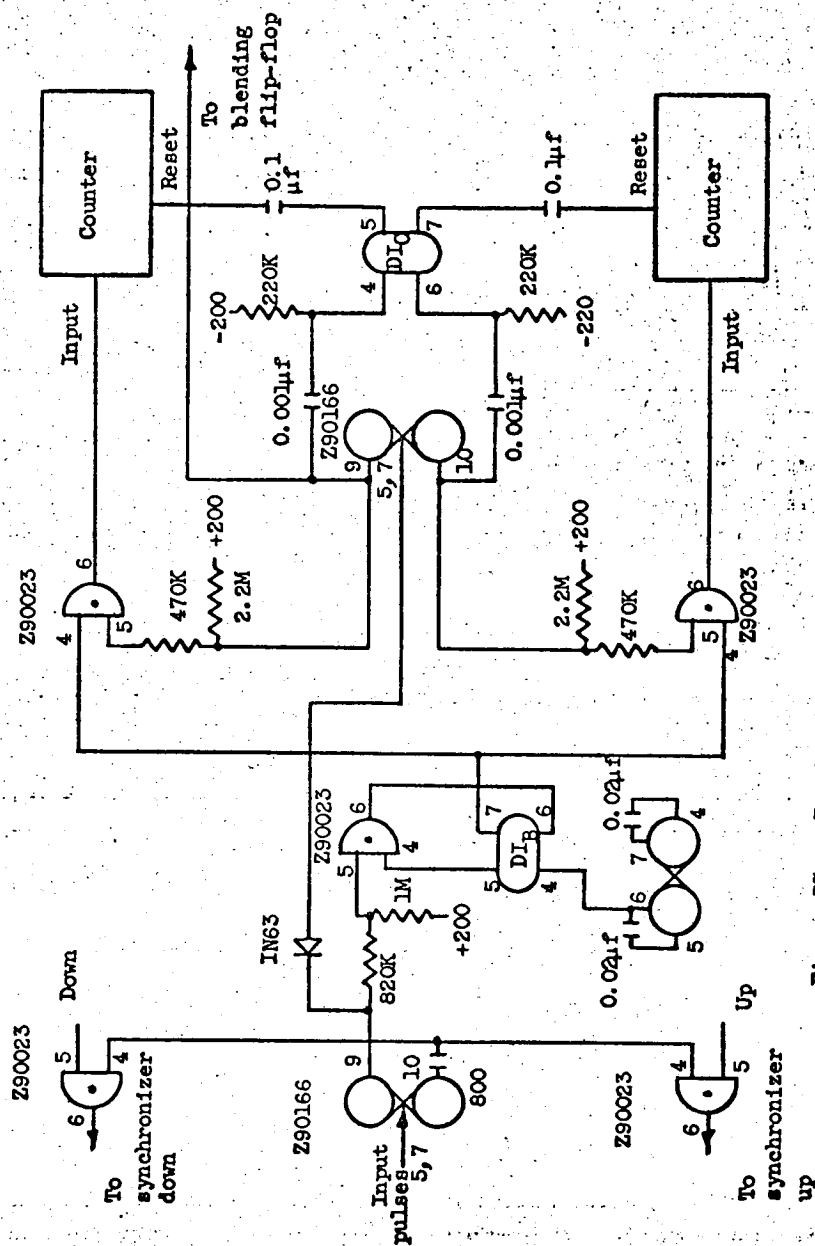 Z90023
Down
5
4
6
To
synchronizer
down
Z90166
9
10
Input
pulses
5,7
800
Z90023
4
5
6
Up
To
synchronizer
up
IN63
820K
1M
+200
Z90023
5
4
6
5
7
DI_B
4
6
0.02μf
5
6
7
4
0.02μf
Z90023
4
5
6
470K
+200
2.2M
Input
Counter
Reset
To
blending
flip-flop
-200
220K
0.001μf
Z90166
9
5,7
10
0.001μf
0.1
μf
4
5
DI_C
6
7
220K
-220
0.1μf
+200
2.2M
470K
6
5
4
Z90023
Input
Reset
Counter